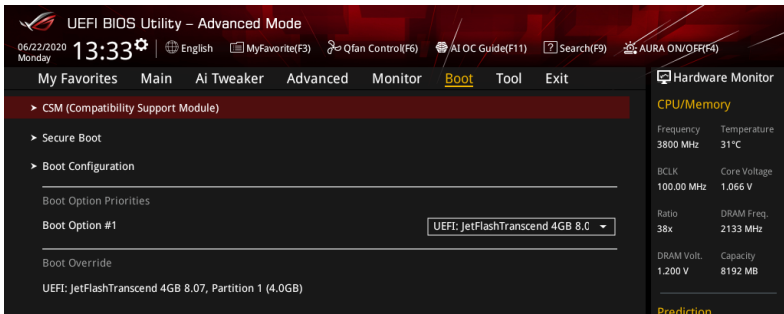 UEFI BIOS Utility – Advanced Mode
06/22/2020 Monday 13:33 English MyFavorite(F3) Qfan Control(F6) AI OC Guide(F11) ? Search(F9) AURA ON/OFF(F4)
My Favorites Main Ai Tweaker Advanced Monitor Boot Tool Exit
Hardware Monitor
> CSM (Compatibility Support Module)
> Secure Boot
> Boot Configuration
Boot Option Priorities
Boot Option #1 UEFI: JetFlashTranscend 4GB 8.0
Boot Override
UEFI: JetFlashTranscend 4GB 8.07, Partition 1 (4.0GB)
CPU/Memory
Frequency Temperature
3800 MHz 31°C
BCLK Core Voltage
100.00 MHz 1.066 V
Ratio DRAM Freq.
38x 2133 MHz
DRAM Volt. Capacity
1.200 V 8192 MB
Prediction